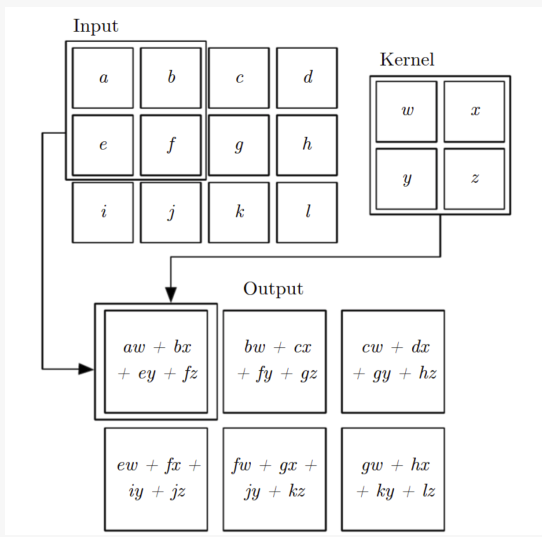 Input
a b c d
Kernel
w x
e f g h
y z
i j k l
Output
aw + bx
+ ey + fz
bw + cx
+ fy + gz
cw + dx
+ gy + hz
ew + fx +
iy + jz
fw + gx +
jy + kz
gw + hx
+ ky + lz